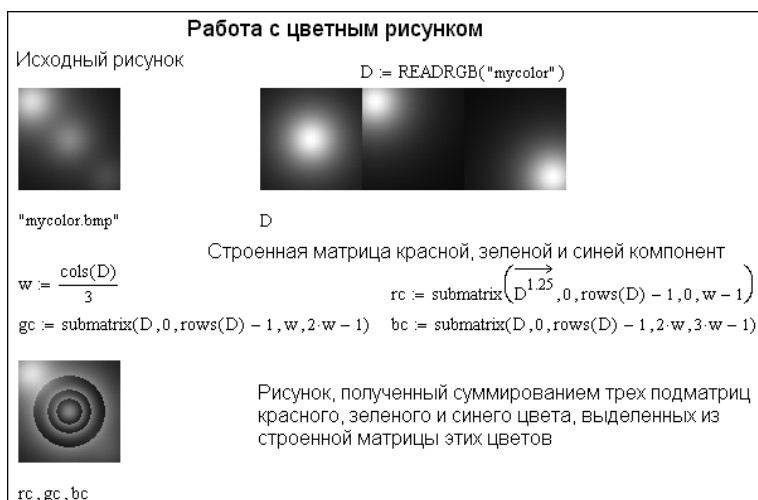 Работа с цветным рисунком
Исходный рисунок
D := READRGB("mycolor")
"mycolor.bmp"
D
Строенная матрица красной, зеленой и синей компонент
w := cols(D) / 3
rc := submatrix(D^1.25, 0, rows(D) − 1, 0, w − 1)
gc := submatrix(D, 0, rows(D) − 1, w, 2·w − 1)
bc := submatrix(D, 0, rows(D) − 1, 2·w, 3·w − 1)
Рисунок, полученный суммированием трех подматриц
красного, зеленого и синего цвета, выделенных из
строенной матрицы этих цветов
rc, gc, bc